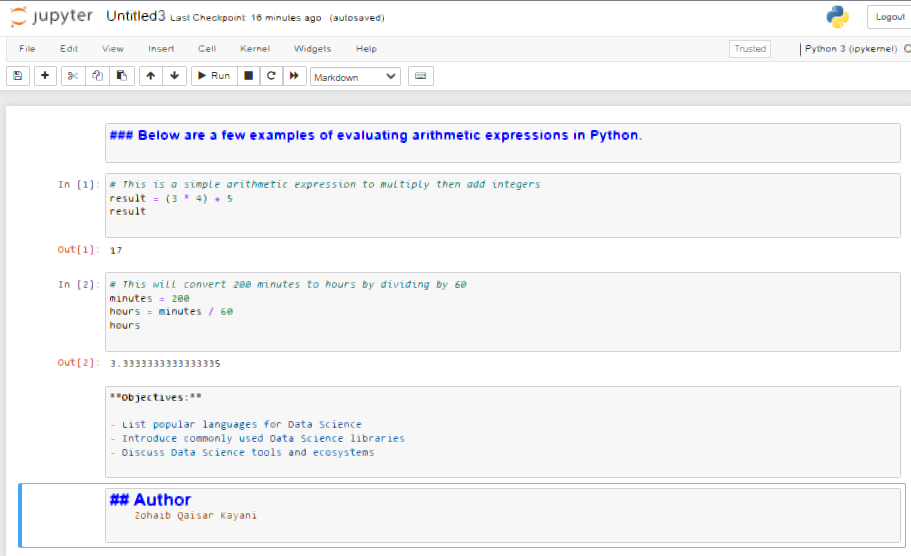 jupyter Untitled3 Last Checkpoint: 16 minutes ago (autosaved) Logout
File Edit View Insert Cell Kernel Widgets Help Trusted Python 3 (ipykernel)
Run Markdown
### Below are a few examples of evaluating arithmetic expressions in Python.
In [1]: # This is a simple arithmetic expression to multiply then add integers
result = (3 * 4) + 5
result
Out[1]: 17
In [2]: # This will convert 200 minutes to hours by dividing by 60
minutes = 200
hours = minutes / 60
hours
Out[2]: 3.3333333333333335
**Objectives:**
- List popular languages for Data Science
- Introduce commonly used Data Science libraries
- Discuss Data Science tools and ecosystems
## Author
Zohaib Qaisar Kayani